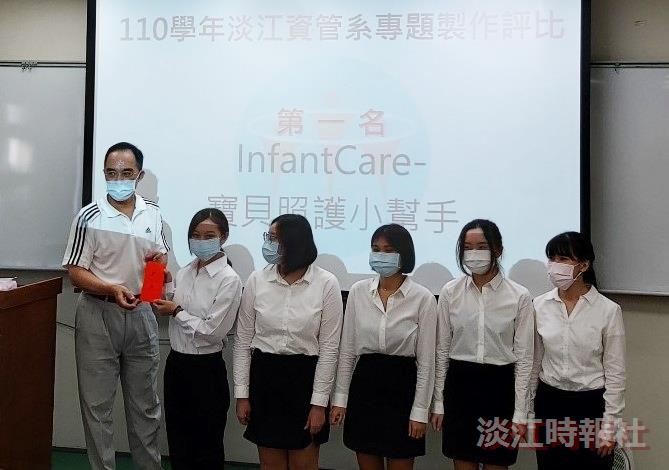 110學年淡江資管系專題製作評比
第一名
InfantCare-
寶貝照護小幫手
淡江時報社